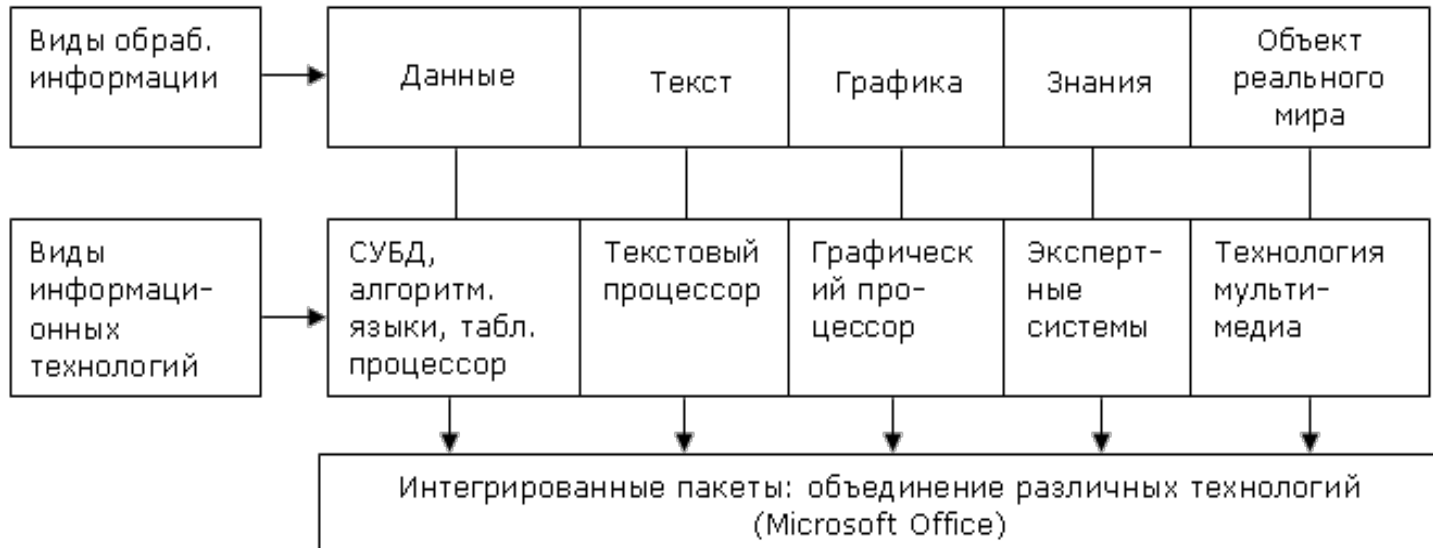 Виды обраб.
информации
Данные
Текст
Графика
Знания
Объект
реального
мира
Виды
информаци-
онных
технологий
СУБД,
алгоритм.
языки, табл.
процессор
Текстовый
процессор
Графическ
ий про-
цессор
Эксперт-
ные
системы
Технология
мульти-
медиа
Интегрированные пакеты: объединение различных технологий
(Microsoft Office)